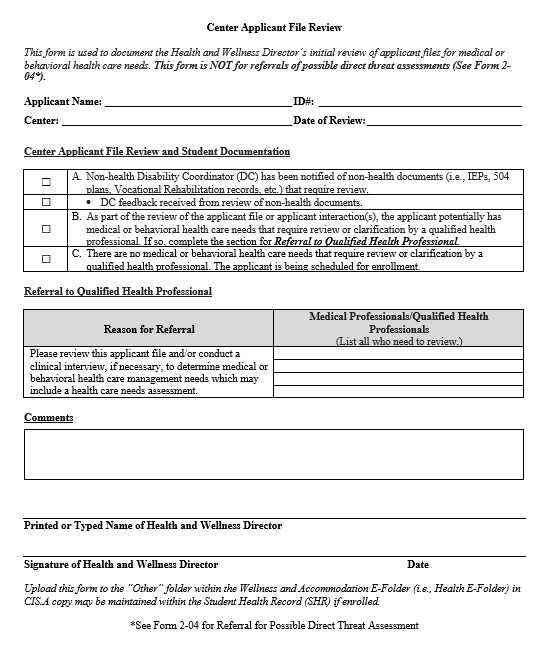 Center Applicant File Review
This form is used to document the Health and Wellness Director's initial review of applicant files for medical or
behavioral health care needs. This form is NOT for referrals of possible direct threat assessments (See Form 2-
04*).
Applicant Name: ID#:
Center: Date of Review:
Center Applicant File Review and Student Documentation
☐ A. Non-health Disability Coordinator (DC) has been notified of non-health documents (i.e., IEPs, 504
plans, Vocational Rehabilitation records, etc.) that require review.
☐ • DC feedback received from review of non-health documents.
☐ B. As part of the review of the applicant file or applicant interaction(s), the applicant potentially has
medical or behavioral health care needs that require review or clarification by a qualified health
professional. If so, complete the section for Referral to Qualified Health Professional.
☐ C. There are no medical or behavioral health care needs that require review or clarification by a
qualified health professional. The applicant is being scheduled for enrollment.
Referral to Qualified Health Professional
Reason for Referral
Medical Professionals/Qualified Health
Professionals
(List all who need to review.)
Please review this applicant file and/or conduct a
clinical interview, if necessary, to determine medical or
behavioral health care management needs which may
include a health care needs assessment.
Comments
Printed or Typed Name of Health and Wellness Director
Signature of Health and Wellness Director Date
Upload this form to the "Other" folder within the Wellness and Accommodation E-Folder (i.e., Health E-Folder) in
CIS.A copy may be maintained within the Student Health Record (SHR) if enrolled.
*See Form 2-04 for Referral for Possible Direct Threat Assessment